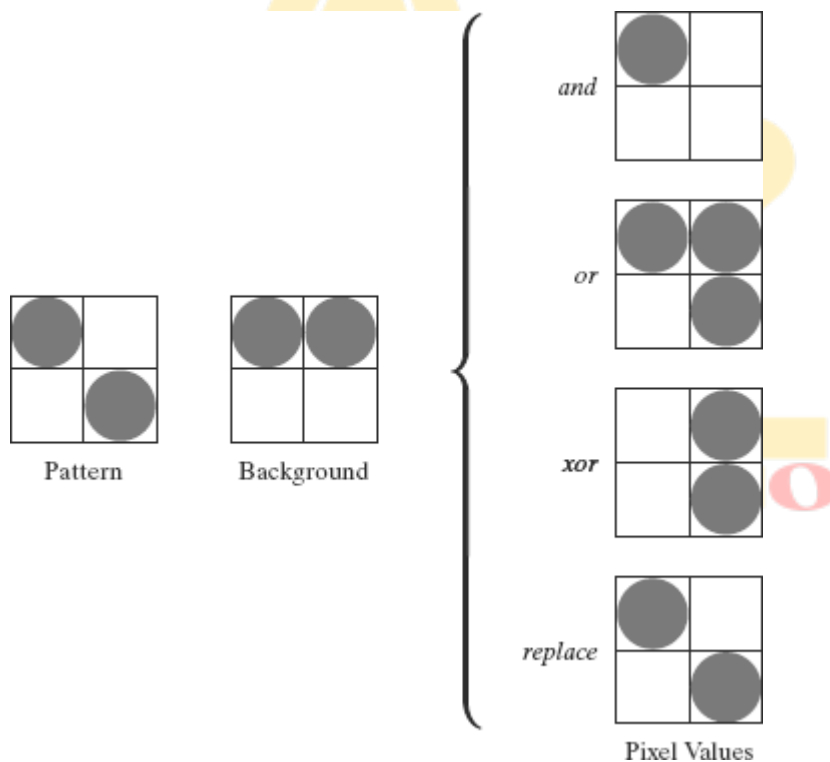 and
or
Pattern
Background
xor
replace
Pixel Values